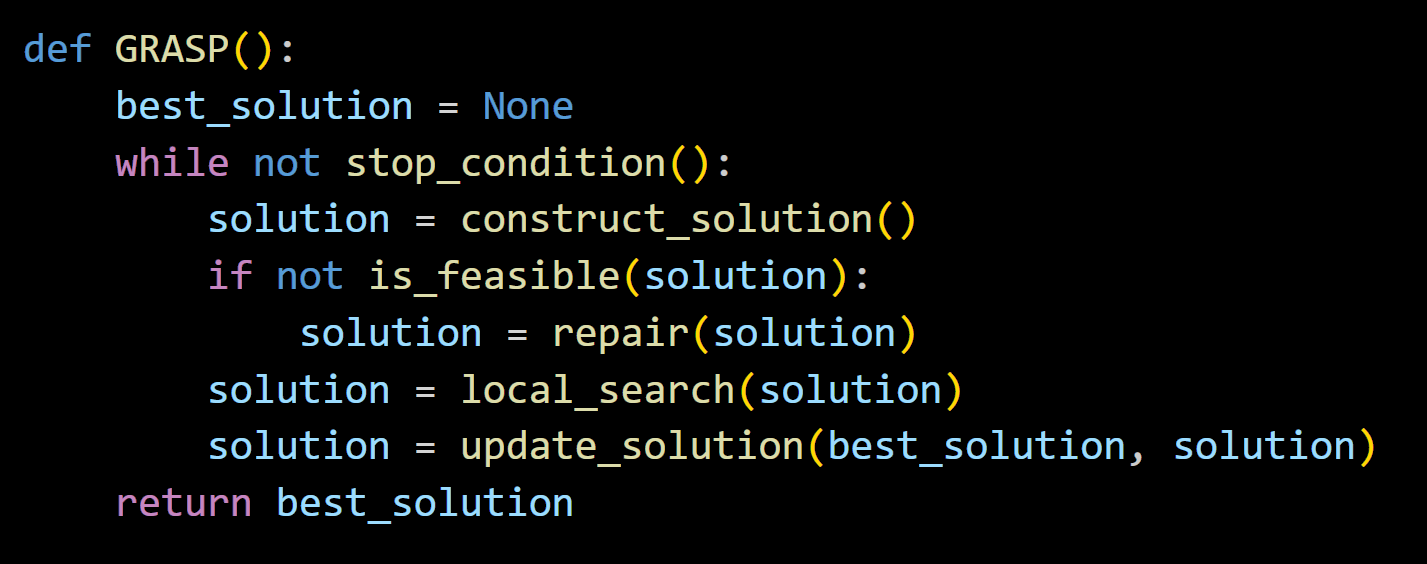 def GRASP():
    best_solution = None
    while not stop_condition():
        solution = construct_solution()
        if not is_feasible(solution):
            solution = repair(solution)
        solution = local_search(solution)
        solution = update_solution(best_solution, solution)
    return best_solution